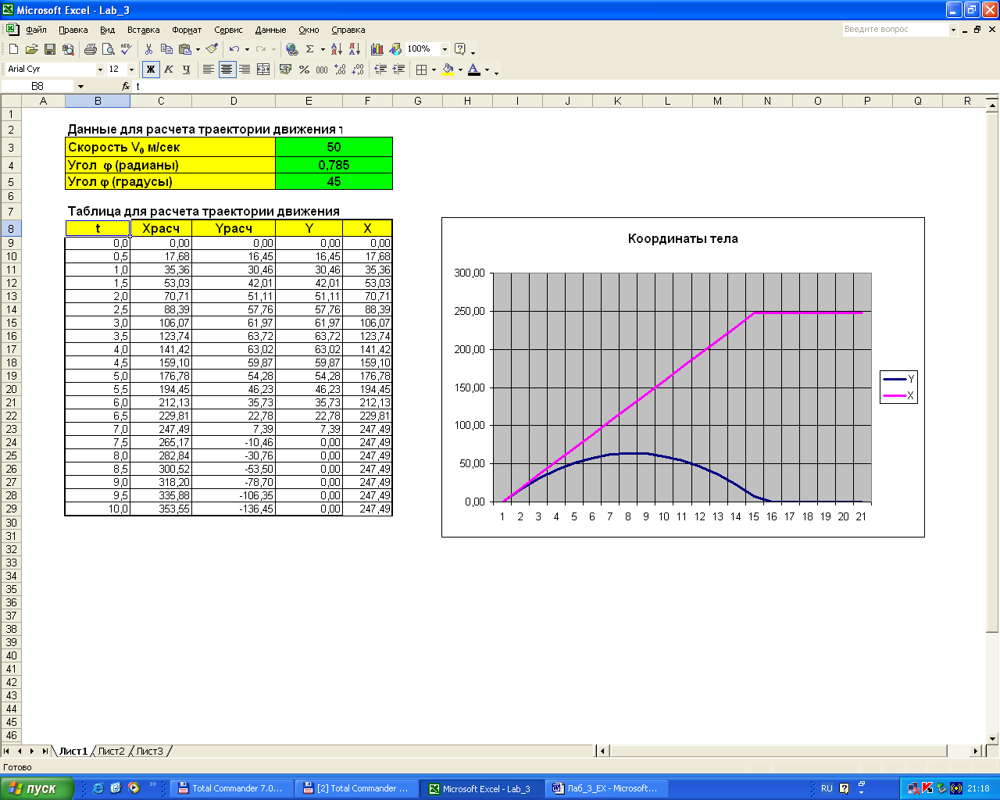 Microsoft Excel - Lab_3
Файл Правка Вид Вставка Формат Сервис Данные Окно Справка Введите вопрос
100%
Arial Cyr 12 Ж К Ч % 000
B8 fx t
A B C D E F G H I J K L M N O P Q R
1
2 Данные для расчета траектории движения т
3 Скорость V0 м/сек 50
4 Угол φ (радианы) 0,785
5 Угол φ (градусы) 45
6
7 Таблица для расчета траектории движения
8 t Xрасч Yрасч Y X
9 0,0 0,00 0,00 0,00 0,00
10 0,5 17,68 16,45 16,45 17,68
11 1,0 35,36 30,46 30,46 35,36
12 1,5 53,03 42,01 42,01 53,03
13 2,0 70,71 51,11 51,11 70,71
14 2,5 88,39 57,76 57,76 88,39
15 3,0 106,07 61,97 61,97 106,07
16 3,5 123,74 63,72 63,72 123,74
17 4,0 141,42 63,02 63,02 141,42
18 4,5 159,10 59,87 59,87 159,10
19 5,0 176,78 54,28 54,28 176,78
20 5,5 194,45 46,23 46,23 194,45
21 6,0 212,13 35,73 35,73 212,13
22 6,5 229,81 22,78 22,78 229,81
23 7,0 247,49 7,39 7,39 247,49
24 7,5 265,17 -10,46 0,00 247,49
25 8,0 282,84 -30,76 0,00 247,49
26 8,5 300,52 -53,50 0,00 247,49
27 9,0 318,20 -78,70 0,00 247,49
28 9,5 335,88 -106,35 0,00 247,49
29 10,0 353,55 -136,45 0,00 247,49
30
31
32
33
34
35
36
37
38
39
40
41
42
43
44
45
46
Координаты тела
300,00
250,00
200,00
150,00
100,00
50,00
0,00
1 2 3 4 5 6 7 8 9 10 11 12 13 14 15 16 17 18 19 20 21
Y
X
Лист1 Лист2 Лист3
Готово
пуск Total Commander 7.0... [2] Total Commander ... Microsoft Excel - Lab_3 Лаб_3_EX - Microsoft... RU 21:18